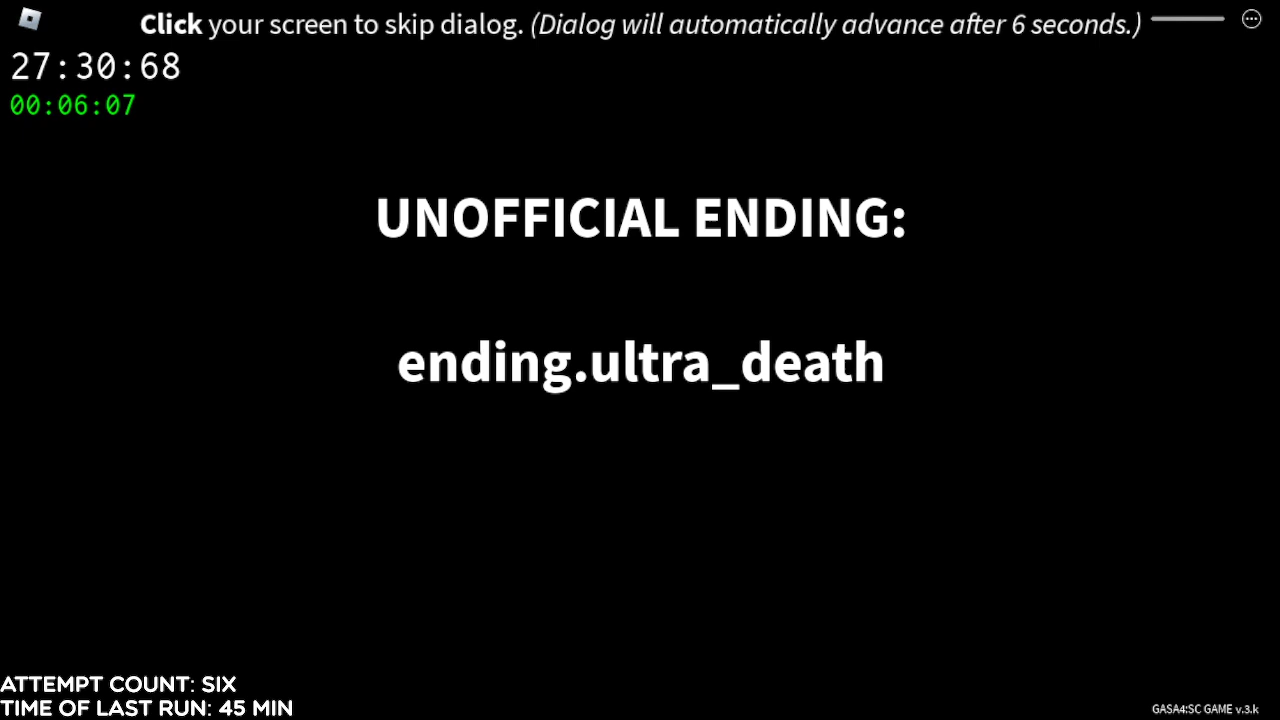 Click your screen to skip dialog. (Dialog will automatically advance after 6 seconds.)
27:30:68
00:06:07
UNOFFICIAL ENDING:
ending.ultra_death
ATTEMPT COUNT: SIX
TIME OF LAST RUN: 45 MIN
GASA4:SC GAME v.3.k